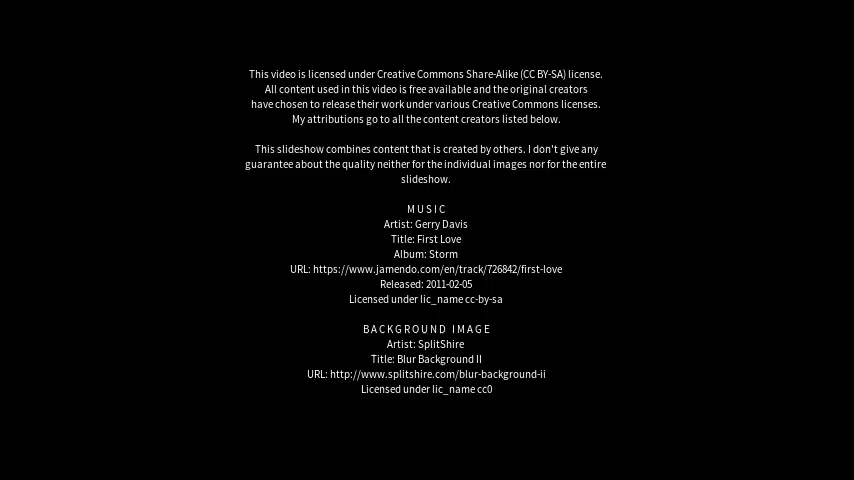 This video is licensed under Creative Commons Share-Alike (CC BY-SA) license.
All content used in this video is free available and the original creators
have chosen to release their work under various Creative Commons licenses.
My attributions go to all the content creators listed below.
This slideshow combines content that is created by others. I don't give any
guarantee about the quality neither for the individual images nor for the entire
slideshow.
MUSIC
Artist: Gerry Davis
Title: First Love
Album: Storm
URL: https://www.jamendo.com/en/track/726842/first-love
Released: 2011-02-05
Licensed under lic_name cc-by-sa
BACKGROUND IMAGE
Artist: SplitShire
Title: Blur Background II
URL: http://www.splitshire.com/blur-background-ii
Licensed under lic_name cc0